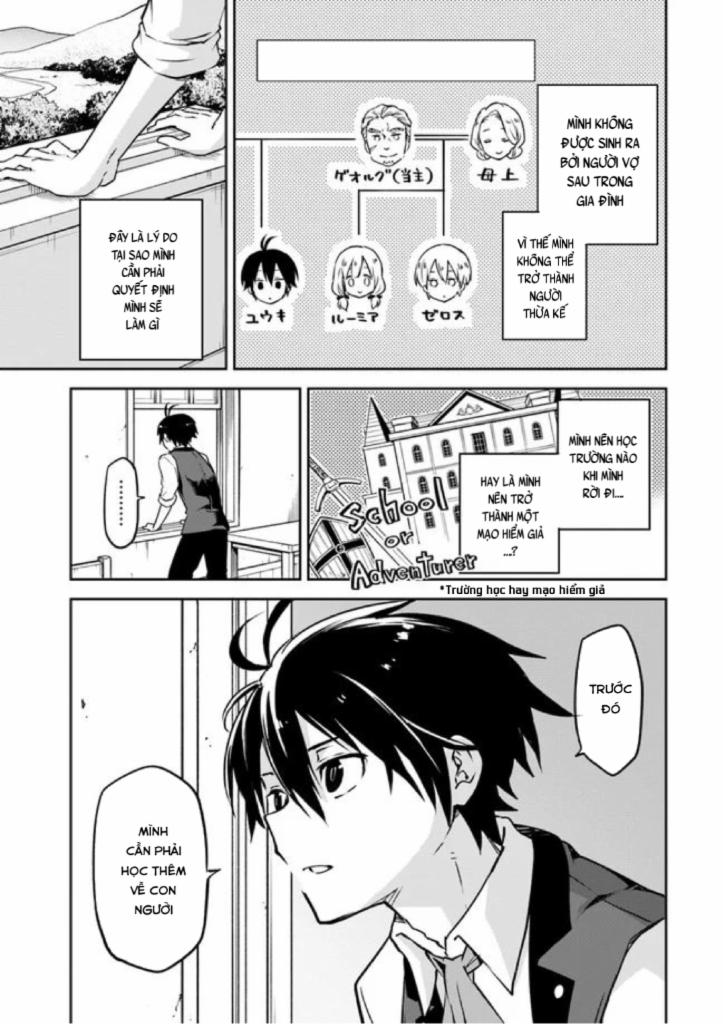 MÌNH KHÔNG
ĐƯỢC SINH RA
BỞI NGƯỜI VỢ
SAU TRONG
GIA ĐÌNH
VÌ THẾ MÌNH
KHÔNG THỂ
TRỞ THÀNH
NGƯỜI
THỪA KẾ
ゲオルグ(当主)
母上
ユウキ
ルーミア
ゼロス
ĐÂY LÀ LÝ DO
TẠI SAO MÌNH
CẦN PHẢI
QUYẾT ĐỊNH
MÌNH SẼ
LÀM GÌ
MÌNH NÊN HỌC
TRƯỜNG NÀO
KHI MÌNH
RỜI ĐI....
HAY LÀ MÌNH
NÊN TRỞ
THÀNH MỘT
MẠO HIỂM GIẢ
....?
School
or
Adventurer
*Trường học hay mạo hiểm giả
........
TRƯỚC
ĐÓ
MÌNH
CẦN PHẢI
HỌC THÊM
VỀ CON
NGƯỜI